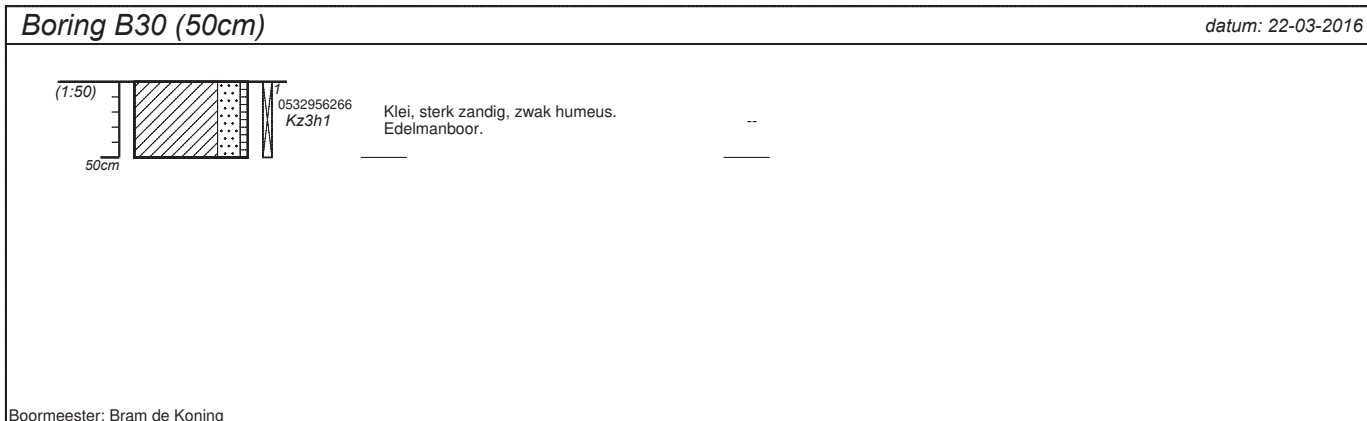 Boring B30 (50cm)
datum: 22-03-2016
(1:50)
1
0532956266
Kz3h1
Klei, sterk zandig, zwak humeus.
Edelmanboor.
--
50cm
Boormeester: Bram de Koning